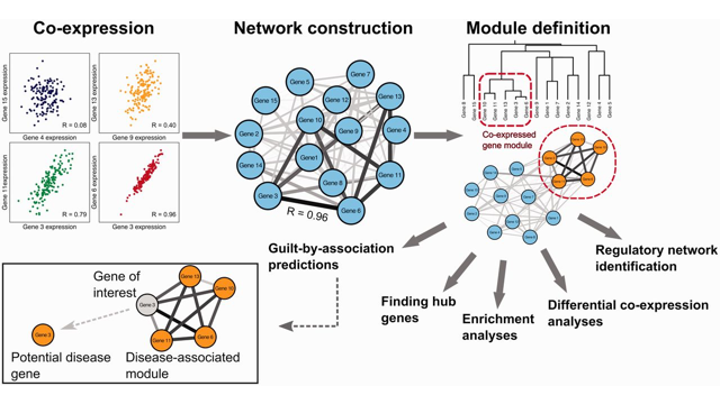 Co-expression
Network construction
Module definition
Gene 15 expression
R = 0.08
Gene 4 expression
Gene 13 expression
R = 0.40
Gene 9 expression
Gene 11expression
R = 0.79
Gene 3 expression
Gene 6 expression
R = 0.96
Gene 3 expression
Gene 5
Gene 7
Gene 15
Gene 12
Gene 13
Gene 10
Gene 2
Gene 9
Gene 4
Gene 14
Gene1
Gene 11
Gene 8
Gene 3
Gene 6
R = 0.96
Co-expressed
gene module
Guilt-by-association
predictions
Finding hub
genes
Enrichment
analyses
Differential co-expression
analyses
Regulatory network
identification
Gene of
interest
Gene 13
Gene 3
Gene 10
Gene 11
Gene 6
Gene 3
Potential disease
gene
Disease-associated
module